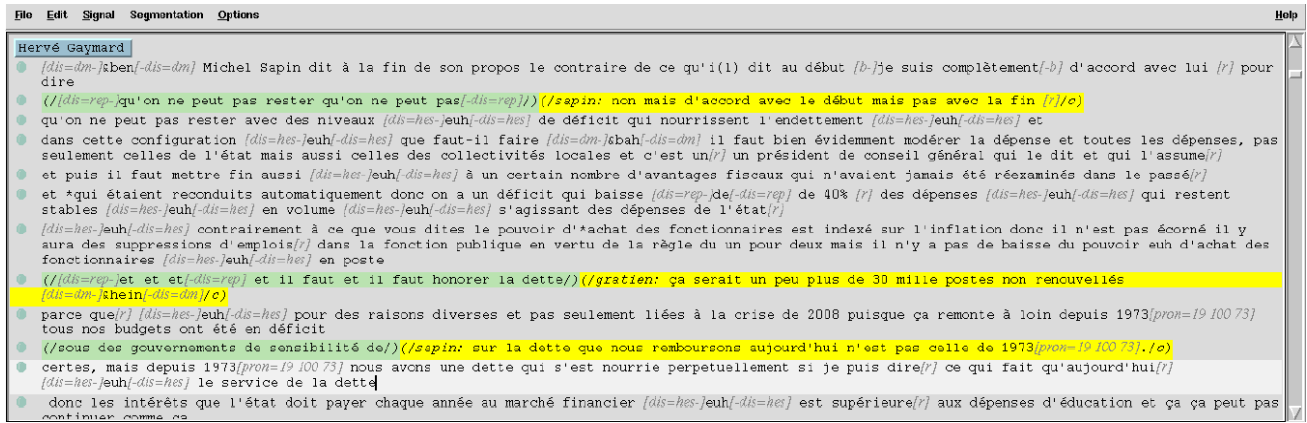 File Edit Signal Segmentation Options Help
Hervé Gaymard
[dis=dm-]&ben[-dis=dm] Michel Sapin dit à la fin de son propos le contraire de ce qu'i(l) dit au début [b-]je suis complètement[-b] d'accord avec lui [r] pour
dire
(/[dis=rep-]qu'on ne peut pas rester qu'on ne peut pas[-dis=rep]/)(/sapin: non mais d'accord avec le début mais pas avec la fin [r]/c)
qu'on ne peut pas rester avec des niveaux [dis=hes-]euh[-dis=hes] de déficit qui nourrissent l'endettement [dis=hes-]euh[-dis=hes] et
dans cette configuration [dis=hes-]euh[-dis=hes] que faut-il faire [dis=dm-]&bah[-dis=dm] il faut bien évidemment modérer la dépense et toutes les dépenses, pas
seulement celles de l'état mais aussi celles des collectivités locales et c'est un[r] un président de conseil général qui le dit et qui l'assume[r]
et puis il faut mettre fin aussi [dis=hes-]euh[-dis=hes] à un certain nombre d'avantages fiscaux qui n'avaient jamais été réexaminés dans le passé[r]
et *qui étaient reconduits automatiquement donc on a un déficit qui baisse [dis=rep-]de[-dis=rep] de 40% [r] des dépenses [dis=hes-]euh[-dis=hes] qui restent
stables [dis=hes-]euh[-dis=hes] en volume [dis=hes-]euh[-dis=hes] s'agissant des dépenses de l'état[r]
[dis=hes-]euh[-dis=hes] contrairement à ce que vous dites le pouvoir d'*achat des fonctionnaires est indexé sur l'inflation donc il n'est pas écorné il y
aura des suppressions d'emplois[r] dans la fonction publique en vertu de la règle du un pour deux mais il n'y a pas de baisse du pouvoir euh d'achat des
fonctionnaires [dis=hes-]euh[-dis=hes] en poste
(/[dis=rep-]et et et[-dis=rep] et il faut et il faut honorer la dette/)(/gratien: ça serait un peu plus de 30 mille postes non renouvellés
[dis=dm-]&hein[-dis=dm]/c)
parce que[r] [dis=hes-]euh[-dis=hes] pour des raisons diverses et pas seulement liées à la crise de 2008 puisque ça remonte à loin depuis 1973[pron=19 100 73]
tous nos budgets ont été en déficit
(/sous des gouvernements de sensibilité de/)(/sapin: sur la dette que nous remboursons aujourd'hui n'est pas celle de 1973[pron=19 100 73]./c)
certes, mais depuis 1973[pron=19 100 73] nous avons une dette qui s'est nourrie perpetuellement si je puis dire[r] ce qui fait qu'aujourd'hui[r]
[dis=hes-]euh[-dis=hes] le service de la dette
donc les intérêts que l'état doit payer chaque année au marché financier [dis=hes-]euh[-dis=hes] est supérieure[r] aux dépenses d'éducation et ça ça peut pas
continuer comme ça